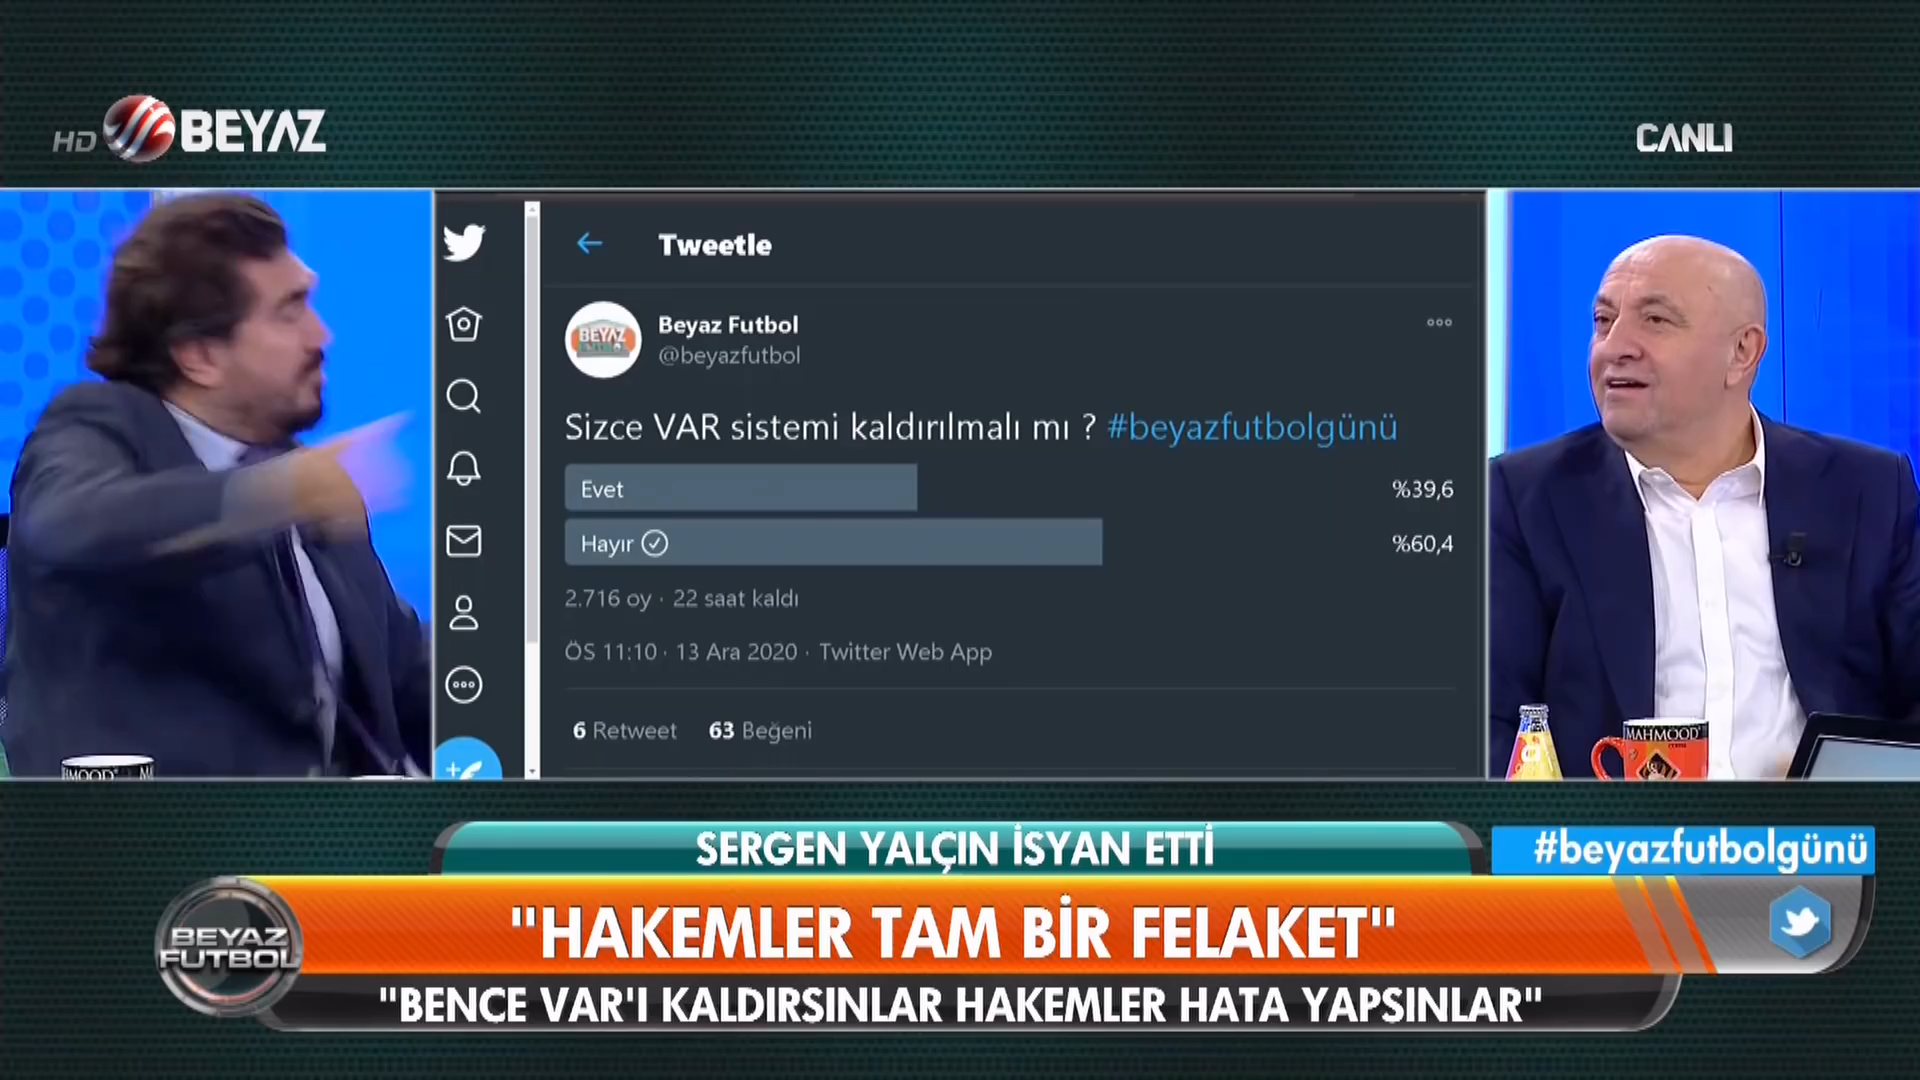 HD BEYAZ
CANLI
Tweetle
BEYAZ
Beyaz Futbol
@beyazfutbol
Sizce VAR sistemi kaldırılmalı mı ? #beyazfutbolgünü
Evet %39,6
Hayır %60,4
2.716 oy · 22 saat kaldı
ÖS 11:10 · 13 Ara 2020 · Twitter Web App
6 Retweet 63 Beğeni
MAHMOOD
SERGEN YALÇIN İSYAN ETTİ
#beyazfutbolgünü
BEYAZ
FUTBOL
"HAKEMLER TAM BİR FELAKET"
"BENCE VAR'I KALDIRSINLAR HAKEMLER HATA YAPSINLAR"